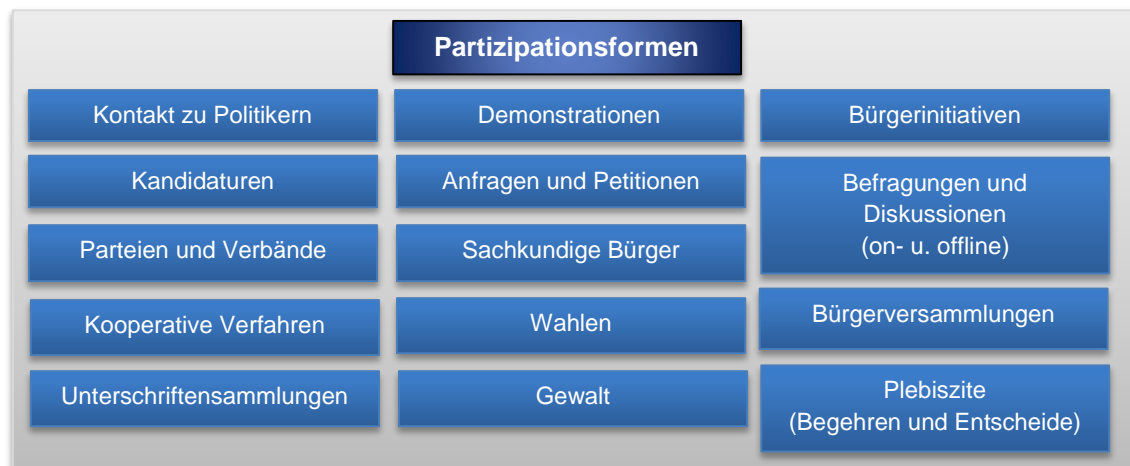 Partizipationsformen
Kontakt zu Politikern
Demonstrationen
Bürgerinitiativen
Kandidaturen
Anfragen und Petitionen
Befragungen und
Diskussionen
(on- u. offline)
Parteien und Verbände
Sachkundige Bürger
Kooperative Verfahren
Wahlen
Bürgerversammlungen
Unterschriftensammlungen
Gewalt
Plebiszite
(Begehren und Entscheide)